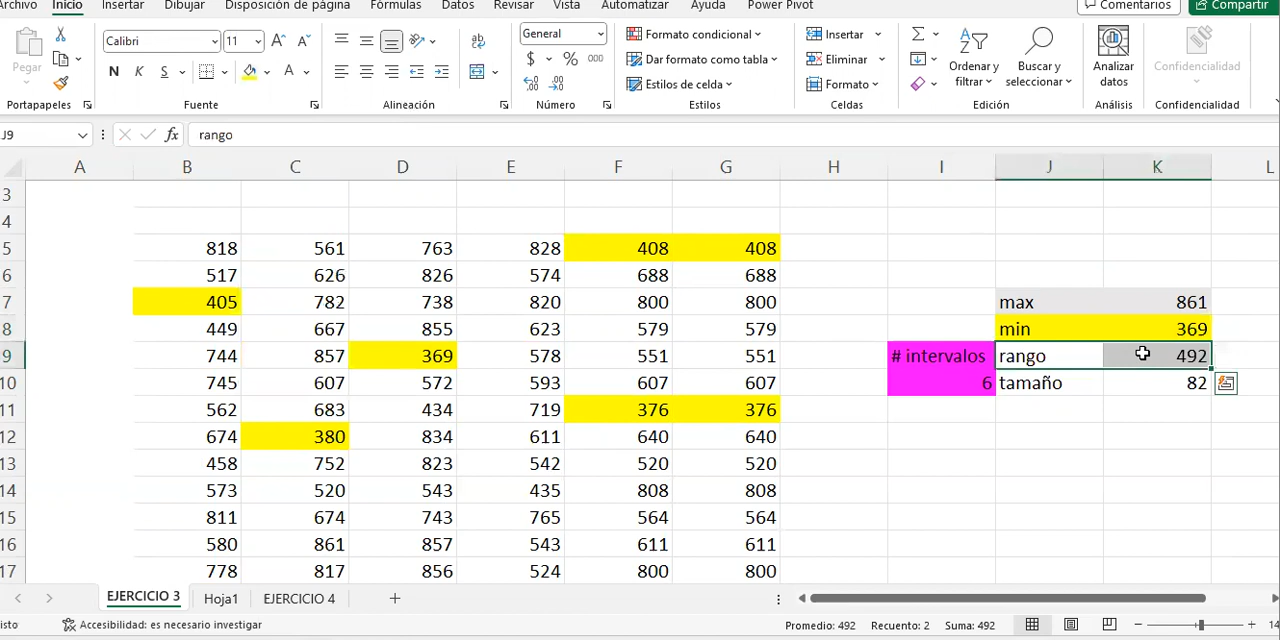 Archivo Inicio Insertar Dibujar Disposición de página Fórmulas Datos Revisar Vista Automatizar Ayuda Power Pivot Comentarios Compartir
Pegar
Calibri 11 A A
N K S A
ab
General
$ % 000
Formato condicional
Dar formato como tabla
Estilos de celda
Insertar
Eliminar
Formato
Σ
Ordenar y filtrar
Buscar y seleccionar
Analizar datos
Confidencialidad
Portapapeles Fuente Alineación Número Estilos Celdas Edición Análisis Confidencialidad
J9 fx rango
A B C D E F G H I J K L
3
4
5 818 561 763 828 408 408
6 517 626 826 574 688 688
7 405 782 738 820 800 800 max 861
8 449 667 855 623 579 579 min 369
9 744 857 369 578 551 551 # intervalos rango 492
10 745 607 572 593 607 607 6 tamaño 82
11 562 683 434 719 376 376
12 674 380 834 611 640 640
13 458 752 823 542 520 520
14 573 520 543 435 808 808
15 811 674 743 765 564 564
16 580 861 857 543 611 611
17 778 817 856 524 800 800
EJERCICIO 3 Hoja1 EJERCICIO 4 +
isto Accesibilidad: es necesario investigar Promedio: 492 Recuento: 2 Suma: 492 14